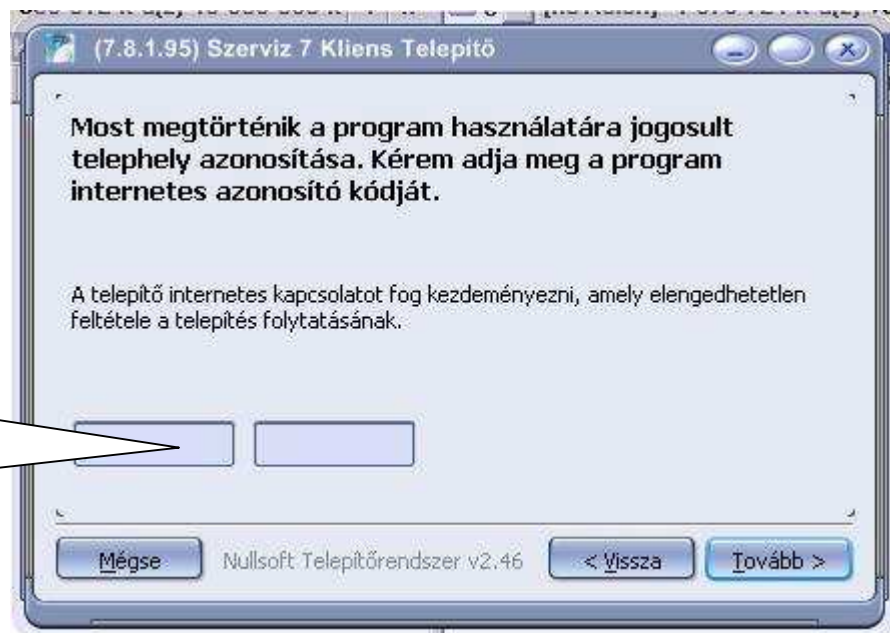 (7.8.1.95) Szerviz 7 Kliens Telepítő
Most megtörténik a program használatára jogosult
telephely azonosítása. Kérem adja meg a program
internetes azonosító kódját.
A telepítő internetes kapcsolatot fog kezdeményezni, amely elengedhetetlen
feltétele a telepítés folytatásának.
Mégse
Nullsoft Telepítőrendszer v2.46
< Vissza
Tovább >